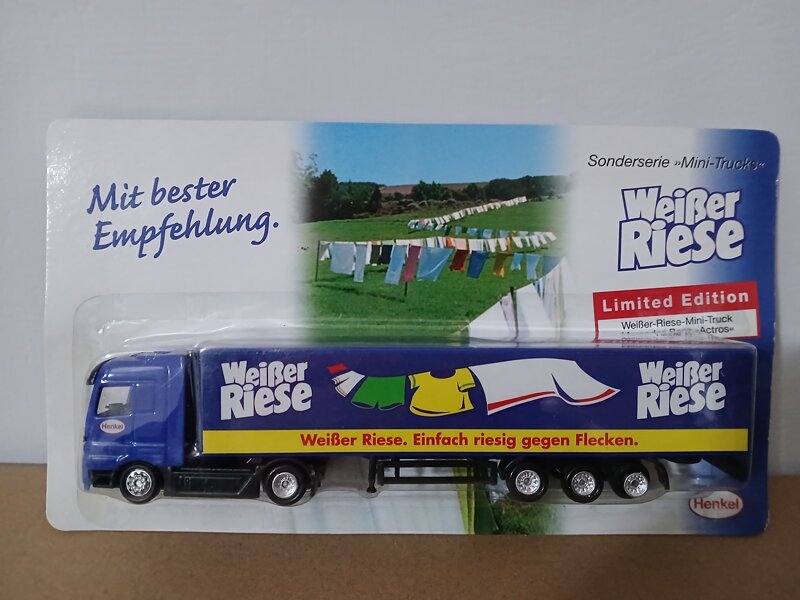 Mit bester
Empfehlung.
Sonderserie »Mini-Trucks«
Weißer
Riese
Limited Edition
Weißer-Riese-Mini-Truck
Weißer
Riese
Weißer
Riese
Weißer Riese. Einfach riesig gegen Flecken.
Henkel
Henkel